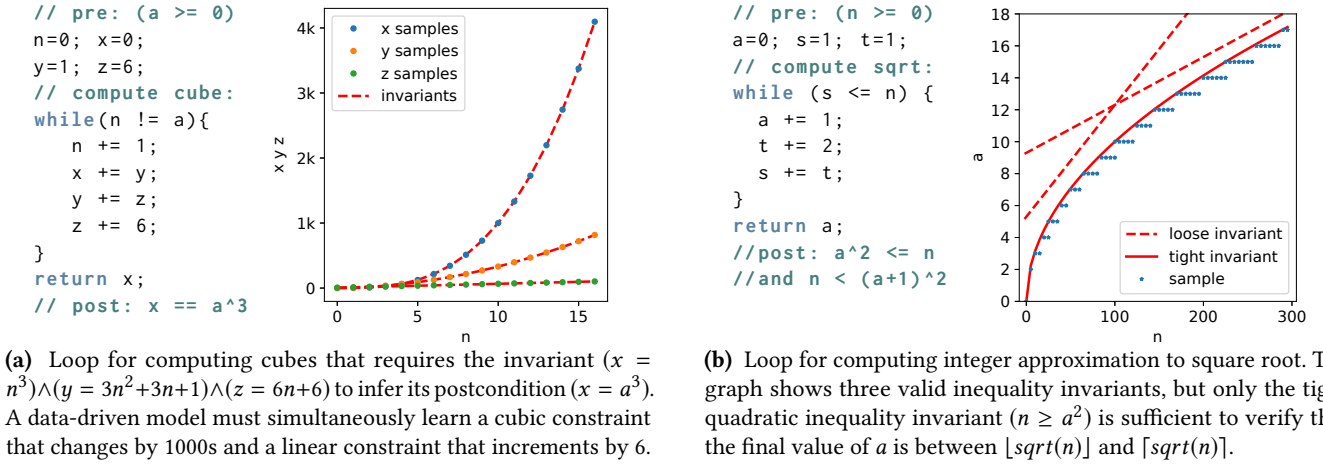 // pre: (a >= 0)
n=0; x=0;
y=1; z=6;
// compute cube:
while(n != a){
n += 1;
x += y;
y += z;
z += 6;
}
return x;
// post: x == a^3
4k
3k
2k
1k
0
x y z
x samples
y samples
z samples
invariants
0
5
10
15
n
(a) Loop for computing cubes that requires the invariant (x =
n³)∧(y = 3n²+3n+1)∧(z = 6n+6) to infer its postcondition (x = a³).
A data-driven model must simultaneously learn a cubic constraint
that changes by 1000s and a linear constraint that increments by 6.
// pre: (n >= 0)
a=0; s=1; t=1;
// compute sqrt:
while (s <= n) {
a += 1;
t += 2;
s += t;
}
return a;
//post: a^2 <= n
//and n < (a+1)^2
18
16
14
12
10
8
6
4
2
0
a
loose invariant
tight invariant
sample
0
100
200
300
n
(b) Loop for computing integer approximation to square root. T
graph shows three valid inequality invariants, but only the tig
quadratic inequality invariant (n ≥ a²) is sufficient to verify th
the final value of a is between ⌊sqrt(n)⌋ and ⌈sqrt(n)⌉.